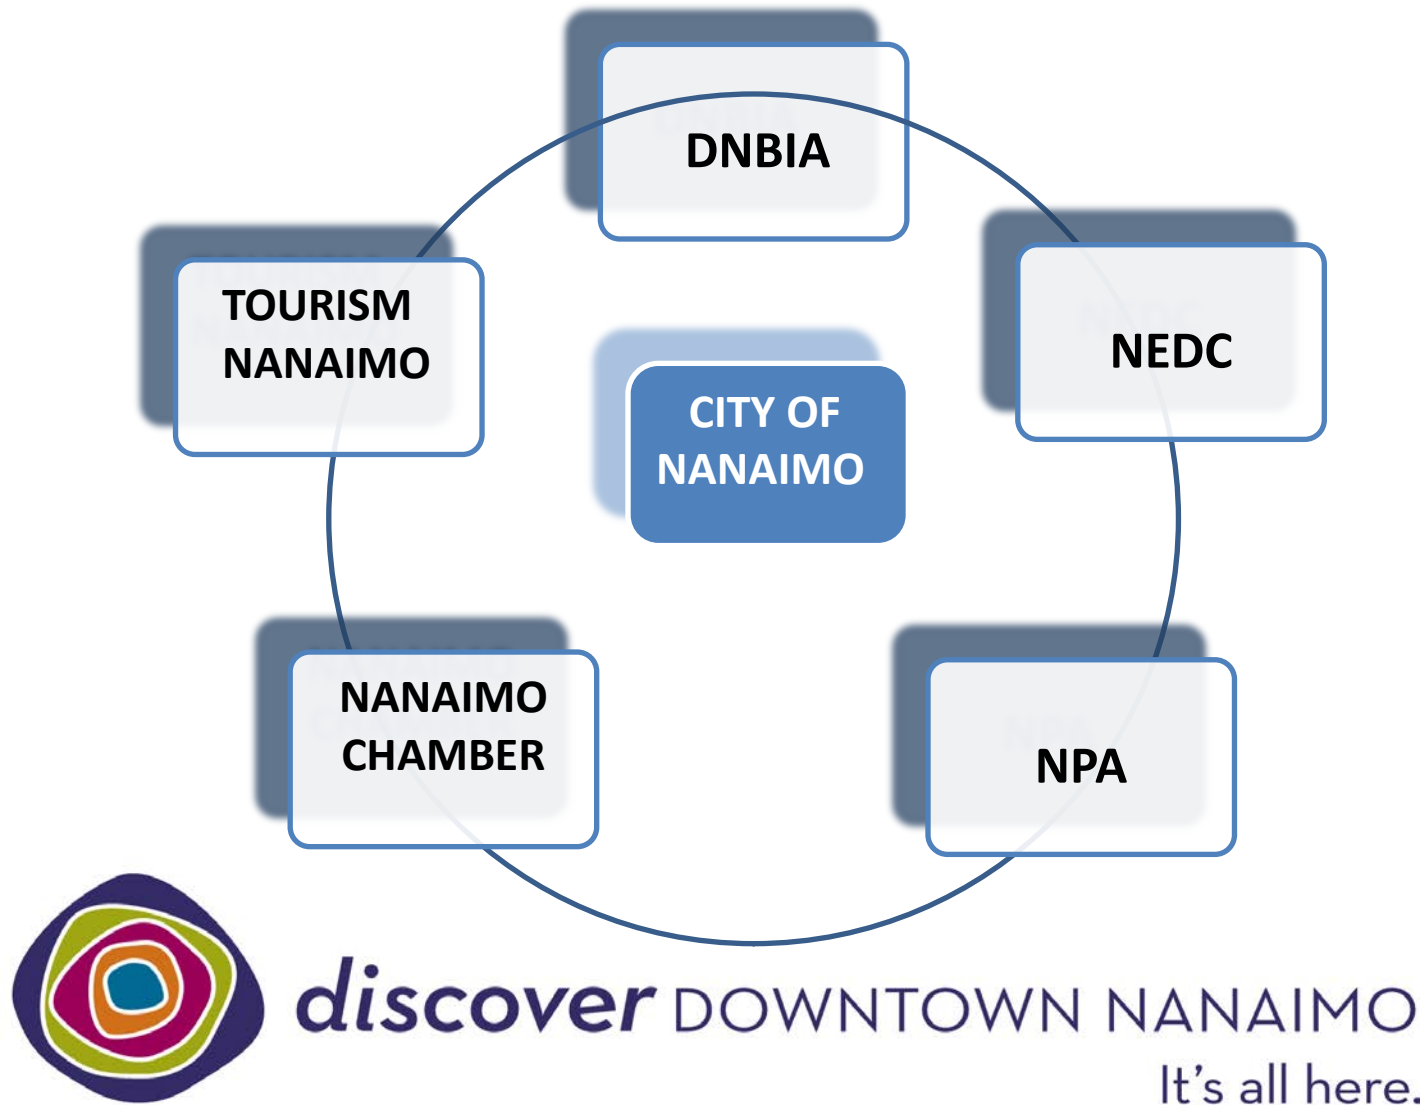 DNBIA
TOURISM
NANAIMO
NEDC
CITY OF
NANAIMO
NANAIMO
CHAMBER
NPA
discover DOWNTOWN NANAIMO
It's all here.